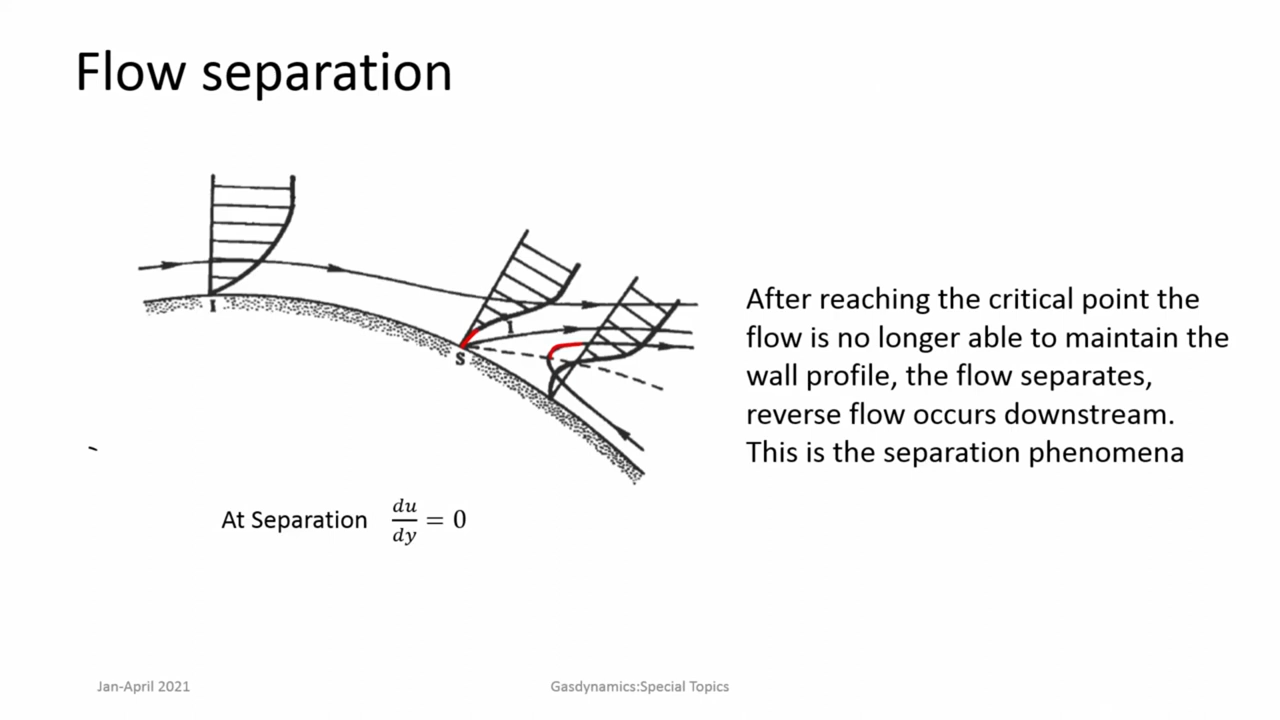 Flow separation
I
I
S
After reaching the critical point the
flow is no longer able to maintain the
wall profile, the flow separates,
reverse flow occurs downstream.
This is the separation phenomena
At Separation du/dy = 0
Jan-April 2021
Gasdynamics:Special Topics